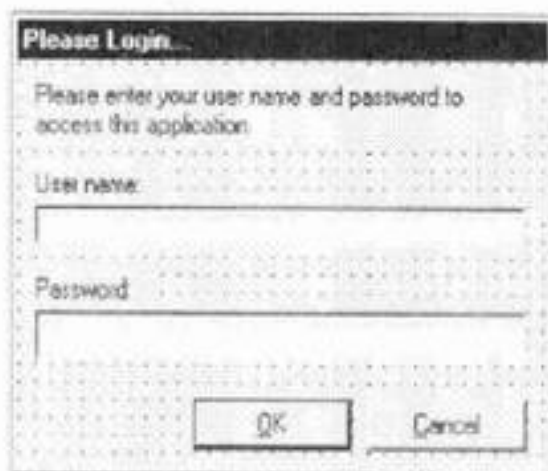 Please Login...
Please enter your user name and password to
access this application
User name:
Password
OK
Cancel